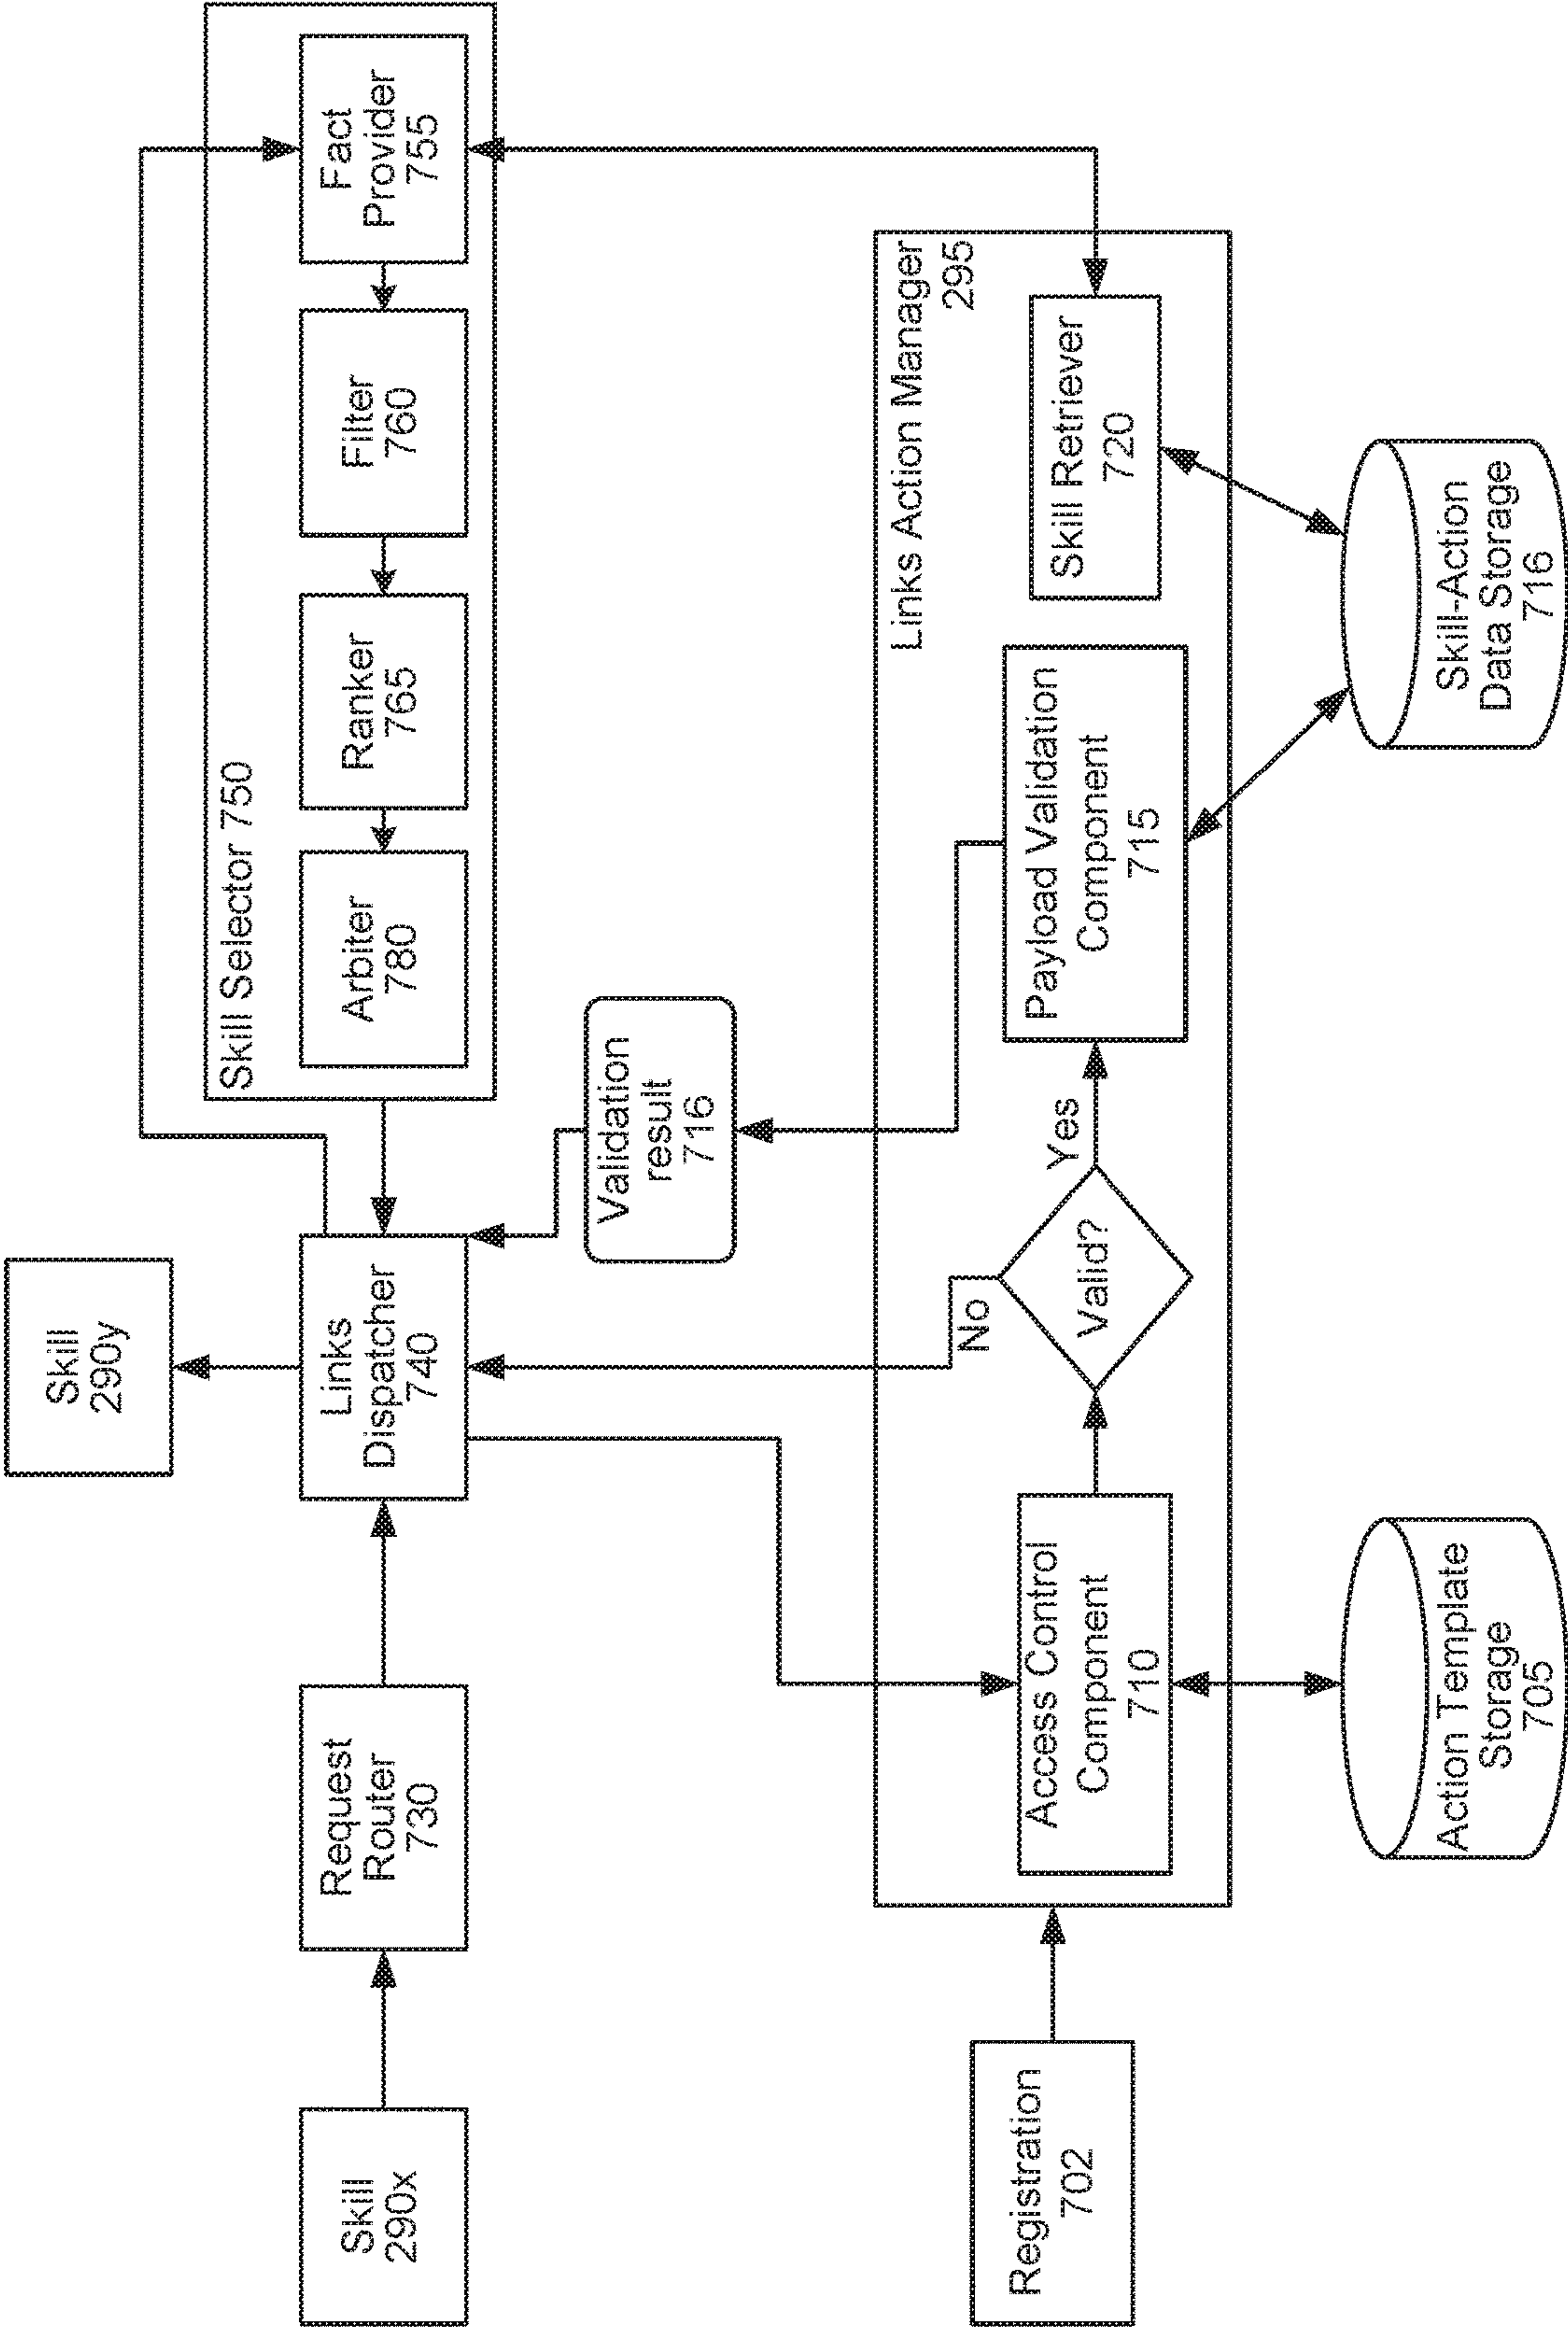 Skill
290y
Skill
290x
Request
Router
730
Links
Dispatcher
740
Skill Selector 750
Arbiter
780
Ranker
765
Filter
760
Fact
Provider
755
Validation
result
716
Registration
702
Links Action Manager
295
Access Control
Component
710
Valid?
No
Yes
Payload Validation
Component
715
Skill Retriever
720
Action Template
Storage
705
Skill-Action
Data Storage
716